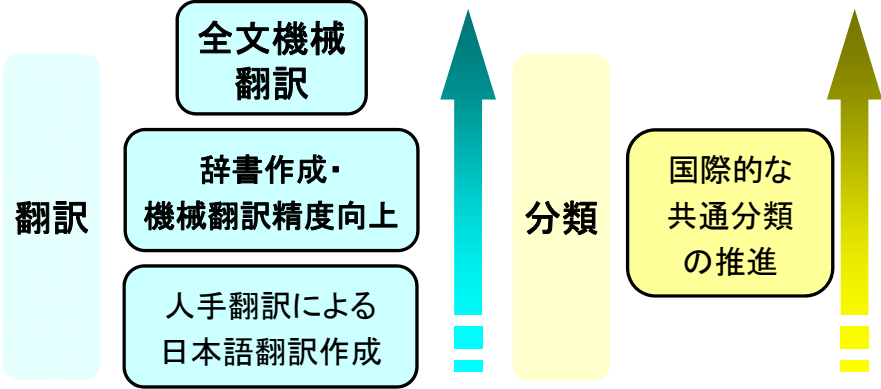 翻訳
全文機械
翻訳
辞書作成・
機械翻訳精度向上
人手翻訳による
日本語翻訳作成
分類
国際的な
共通分類
の推進